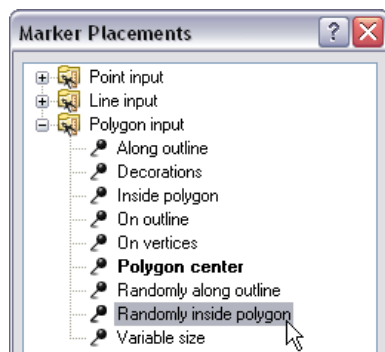 Marker Placements
Point input
Line input
Polygon input
Along outline
Decorations
Inside polygon
On outline
On vertices
Polygon center
Randomly along outline
Randomly inside polygon
Variable size